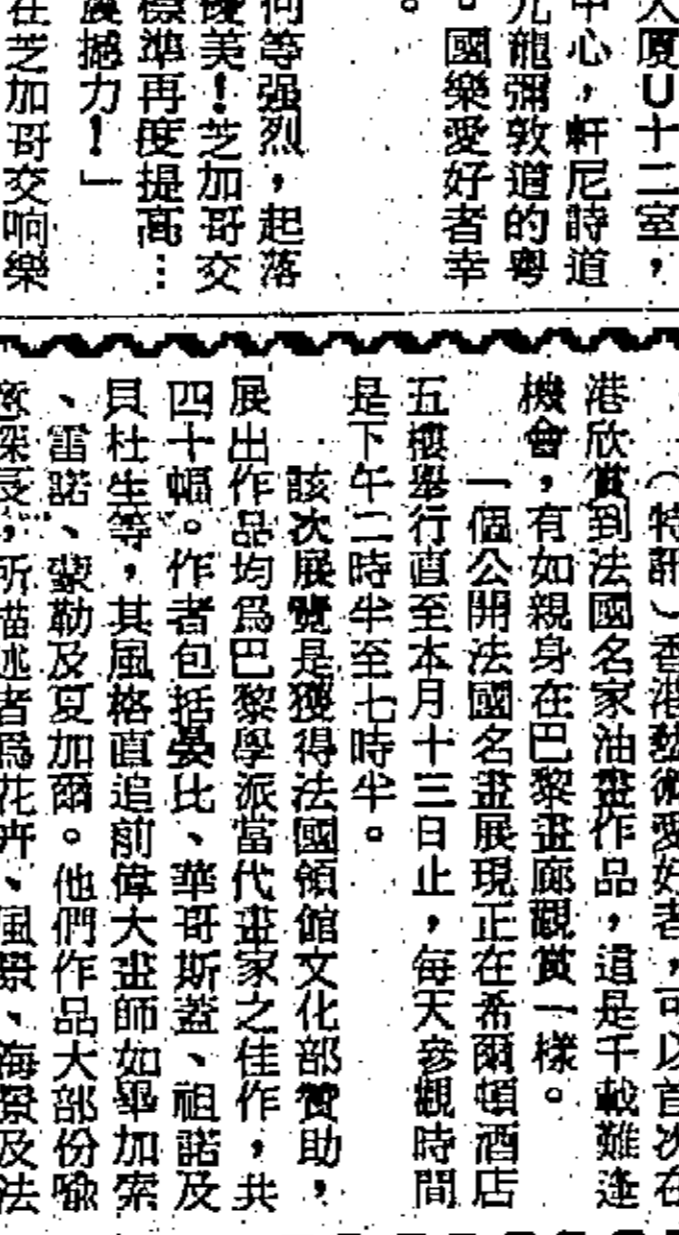 大厦U十二室，
中心，軒尼詩道
九龍彌敦道的粵
。國樂愛好者幸
。
何等强烈，起落
優美！芝加哥交
標準再度提高…
震撼力！」
在芝加哥交响樂
（特訊）香港藝術愛好者，可以首次在
港欣賞到法國名家油畫作品，這是千載難逢
機會，有如親身在巴黎畫廊觀賞一樣。
一個公開法國名畫展現正在希爾頓酒店
五樓舉行直至本月十三日止，每天參觀時間
是下午二時半至七時半。
該次展覽是獲得法國領館文化部贊助，
展出作品均爲巴黎學派當代畫家之佳作，共
四十幅。作者包括晏比、華哥斯蓋、祖諾及
貝杜生等，其風格直追前偉大畫師如畢加索
、雷諾、蒙勒及夏加爾。他們作品大部份喩
深長，所描述者爲花卉、風景、海景及法